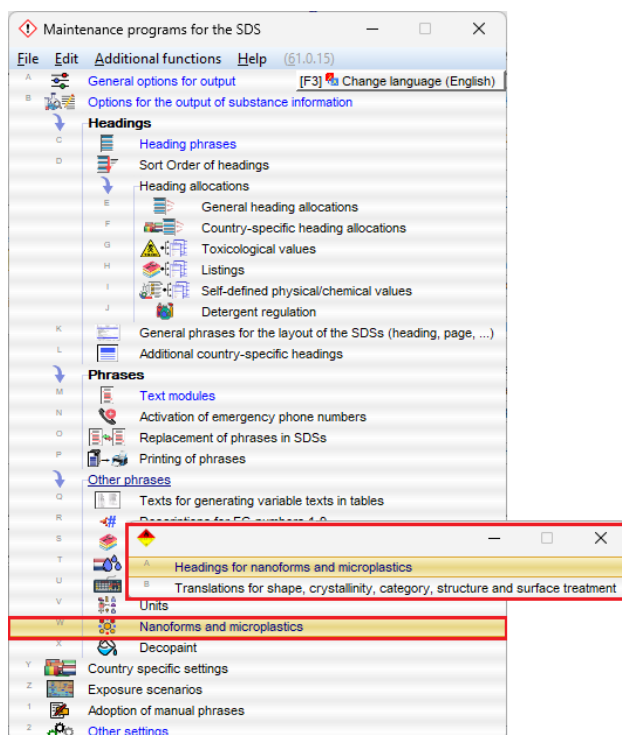 Maintenance programs for the SDS
File Edit Additional functions Help (61.0.15)
A General options for output [F3] Change language (English)
B Options for the output of substance information
Headings
C Heading phrases
D Sort Order of headings
Heading allocations
E General heading allocations
F Country-specific heading allocations
G Toxicological values
H Listings
I Self-defined physical/chemical values
J Detergent regulation
K General phrases for the layout of the SDSs (heading, page, ...)
L Additional country-specific headings
Phrases
M Text modules
N Activation of emergency phone numbers
O Replacement of phrases in SDSs
P Printing of phrases
Other phrases
Q Texts for generating variable texts in tables
R
S
T
U
V Units
W Nanoforms and microplastics
X Decopaint
Y Country specific settings
Z Exposure scenarios
1 Adoption of manual phrases
2 Other settings
A Headings for nanoforms and microplastics
B Translations for shape, crystallinity, category, structure and surface treatment